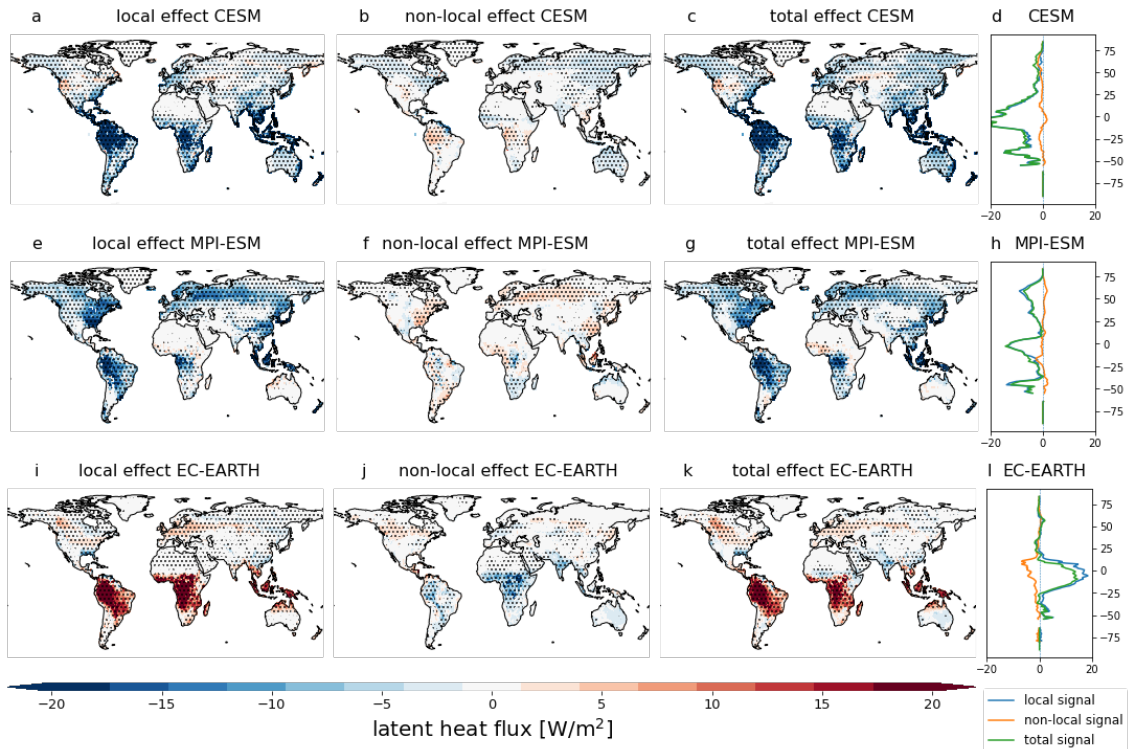 a local effect CESM b non-local effect CESM c total effect CESM d CESM
75
50
25
0
−25
−50
−75
−20 0 20
e local effect MPI-ESM f non-local effect MPI-ESM g total effect MPI-ESM h MPI-ESM
75
50
25
0
−25
−50
−75
−20 0 20
i local effect EC-EARTH j non-local effect EC-EARTH k total effect EC-EARTH l EC-EARTH
75
50
25
0
−25
−50
−75
−20 0 20
−20 −15 −10 −5 0 5 10 15 20
latent heat flux [W/m²]
local signal
non-local signal
total signal